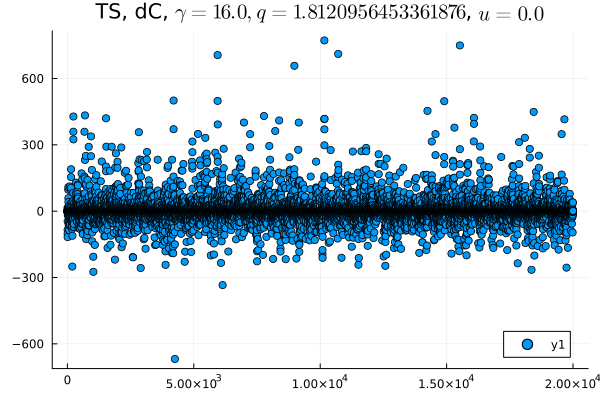 TS, dC, γ = 16.0, q = 1.8120956453361876, u = 0.0
600
300
0
−300
−600
y1
0 5.00×10³ 1.00×10⁴ 1.50×10⁴ 2.00×10⁴